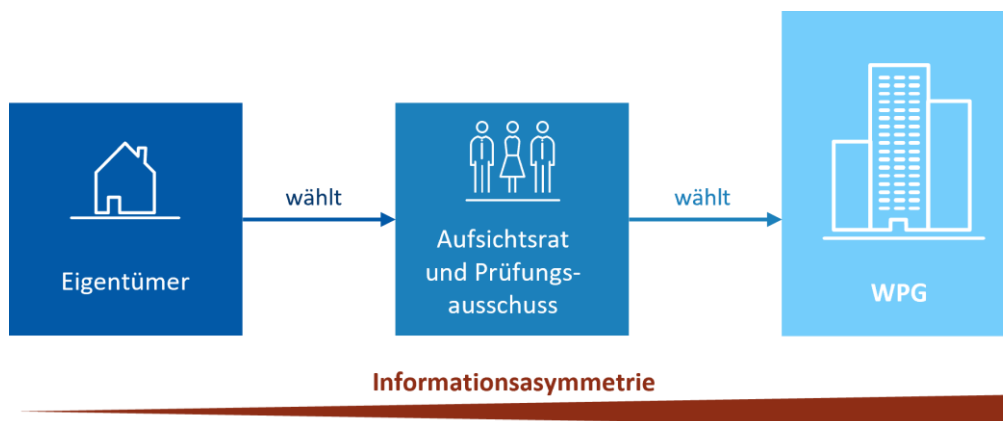 Eigentümer
wählt
Aufsichtsrat
und Prüfungs-
ausschuss
wählt
WPG
Informationsasymmetrie